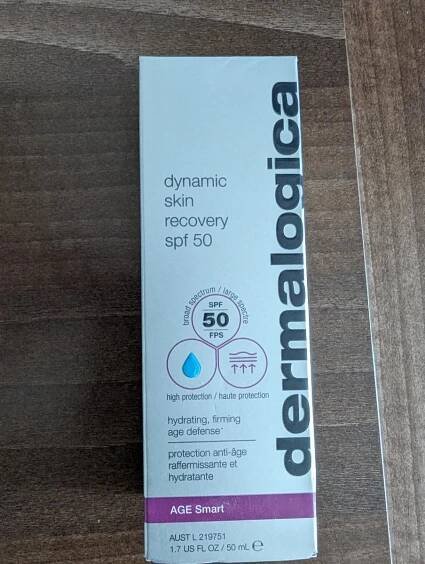 dermalogica
dynamic
skin
recovery
spf 50
broad spectrum / large spectre
SPF
50
FPS
high protection / haute protection
hydrating, firming
age defense*
protection anti-âge
raffermissante et
hydratante
AGE Smart®
AUST L 219751
1.7 US FL OZ / 50 mL ℮